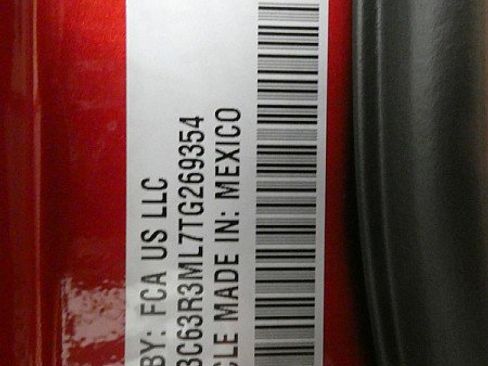 BY: FCA US LLC
3C63R3ML7TG269354
CLE MADE IN: MEXICO